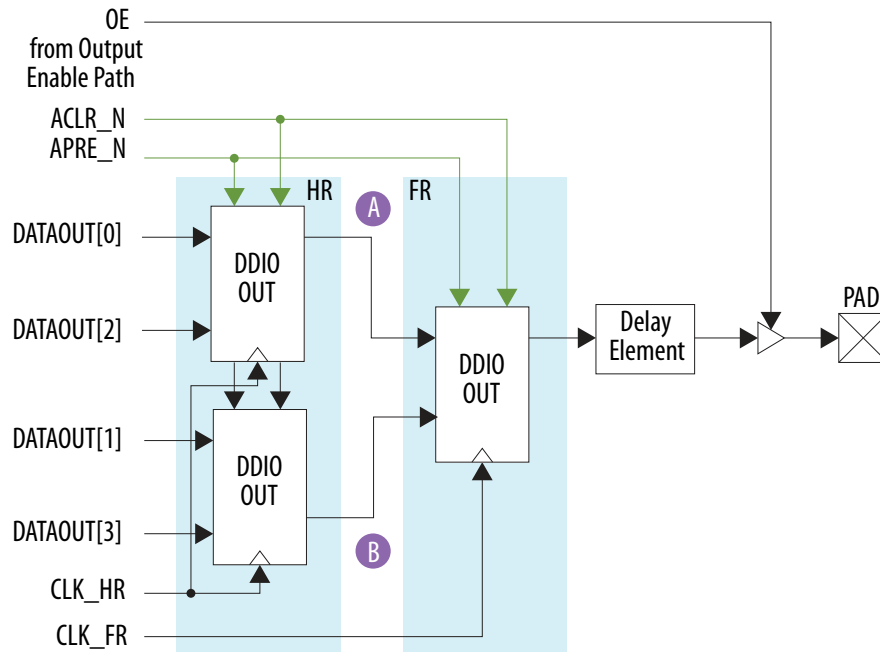 OE
from Output
Enable Path
ACLR_N
APRE_N
HR
FR
A
DATAOUT[0]
DDIO
OUT
DATAOUT[2]
PAD
Delay
Element
DDIO
OUT
DATAOUT[1]
DDIO
OUT
DATAOUT[3]
B
CLK_HR
CLK_FR